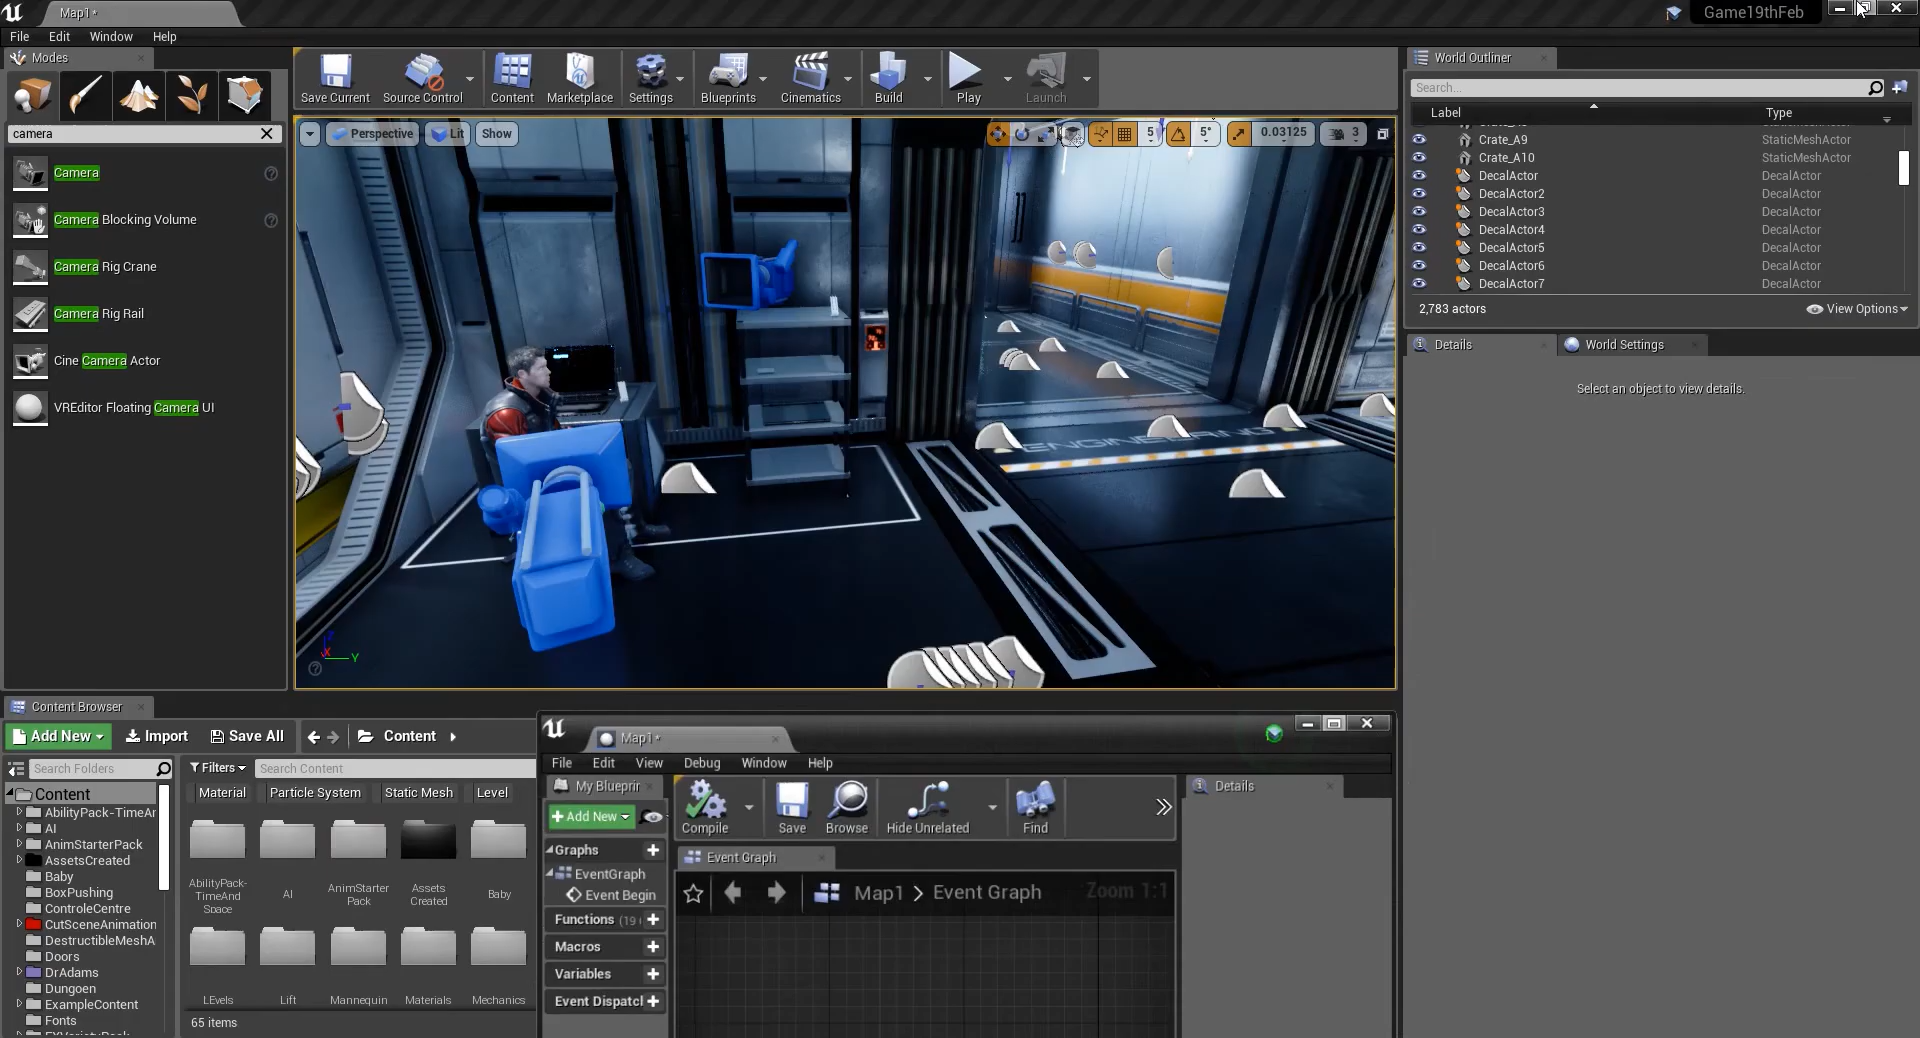 Map1*
Game19thFeb
File Edit Window Help
Modes
camera
Camera
Camera Blocking Volume
Camera Rig Crane
Camera Rig Rail
Cine Camera Actor
VREditor Floating Camera UI
Save Current
Source Control
Content
Marketplace
Settings
Blueprints
Cinematics
Build
Play
Launch
Perspective
Lit
Show
5
5°
0.03125
3
ENGINEERING
Z
X
Y
World Outliner
Search...
Label Type
Crate_A9 StaticMeshActor
Crate_A10 StaticMeshActor
DecalActor DecalActor
DecalActor2 DecalActor
DecalActor3 DecalActor
DecalActor4 DecalActor
DecalActor5 DecalActor
DecalActor6 DecalActor
DecalActor7 DecalActor
2,783 actors
View Options
Details
World Settings
Select an object to view details.
Content Browser
Add New
Import
Save All
Content
Search Folders
Filters
Search Content
Material
Particle System
Static Mesh
Level
Content
AbilityPack-TimeAr
AI
AnimStarterPack
AssetsCreated
Baby
BoxPushing
ControleCentre
CutSceneAnimation
DestructibleMeshA
Doors
DrAdams
Dungoen
ExampleContent
Fonts
AbilityPack-
TimeAnd
Space
AI
AnimStarter
Pack
Assets
Created
Baby
LEvels
Lift
Mannequin
Materials
Mechanics
65 items
Map1*
File Edit View Debug Window Help
My Blueprir
Add New
Graphs
EventGraph
Event Begin
Functions (19
Macros
Variables
Event Dispatcl
Compile
Save
Browse
Hide Unrelated
Find
Event Graph
Map1 > Event Graph
Zoom 1:1
Details